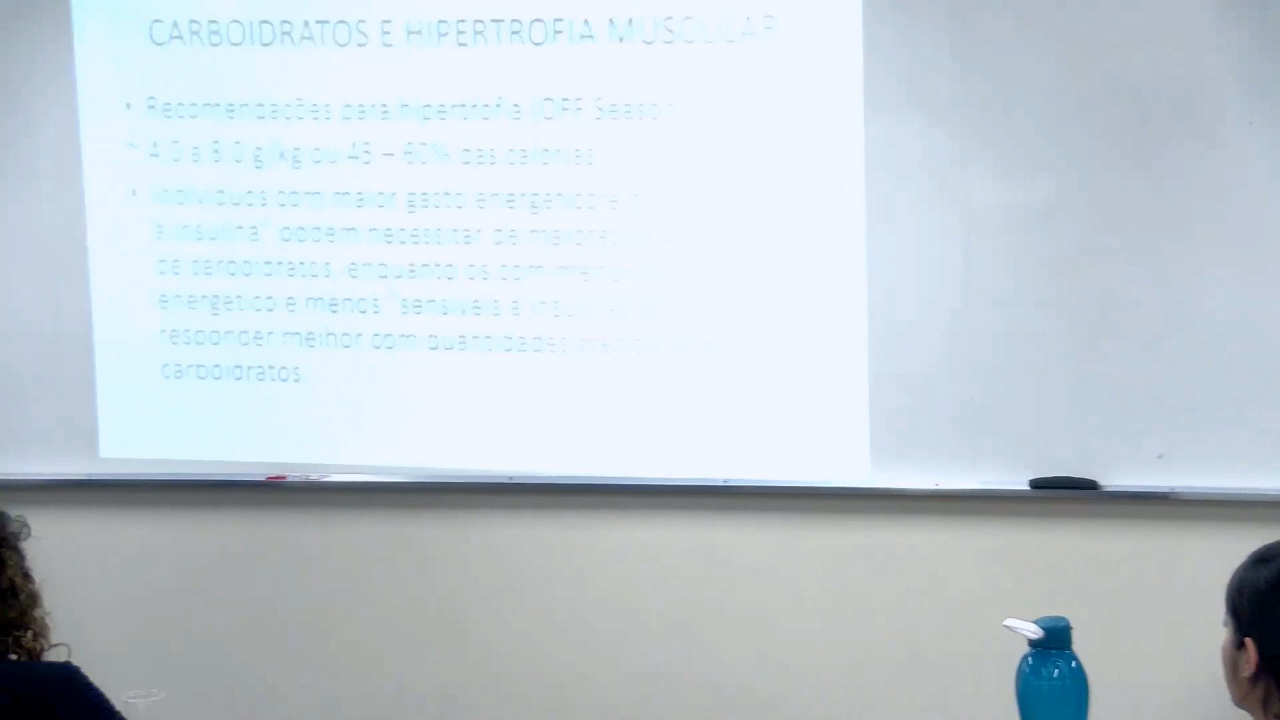 CARBOIDRATOS E HIPERTROFIA MUSCULAR
• Recomendações para hipertrofia (OFF Season
4.0 a 8.0 g/kg ou 45 – 60% das calorias
• Indivíduos com maior gasto energético e
à insulina" podem necessitar de maiores
de carboidratos, enquanto os com menor
energético e menos "sensíveis à
responder melhor com quantidades
carboidratos